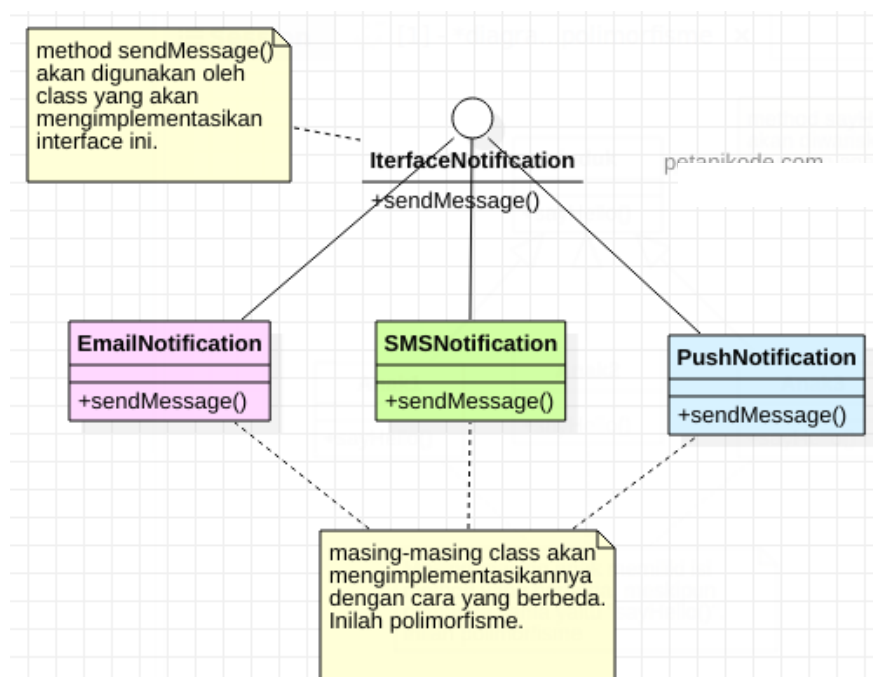 method sendMessage()
akan digunakan oleh
class yang akan
mengimplementasikan
interface ini.
IterfaceNotification
+sendMessage()
petanikode.com
EmailNotification
+sendMessage()
SMSNotification
+sendMessage()
PushNotification
+sendMessage()
masing-masing class akan
mengimplementasikannya
dengan cara yang berbeda.
Inilah polimorfisme.